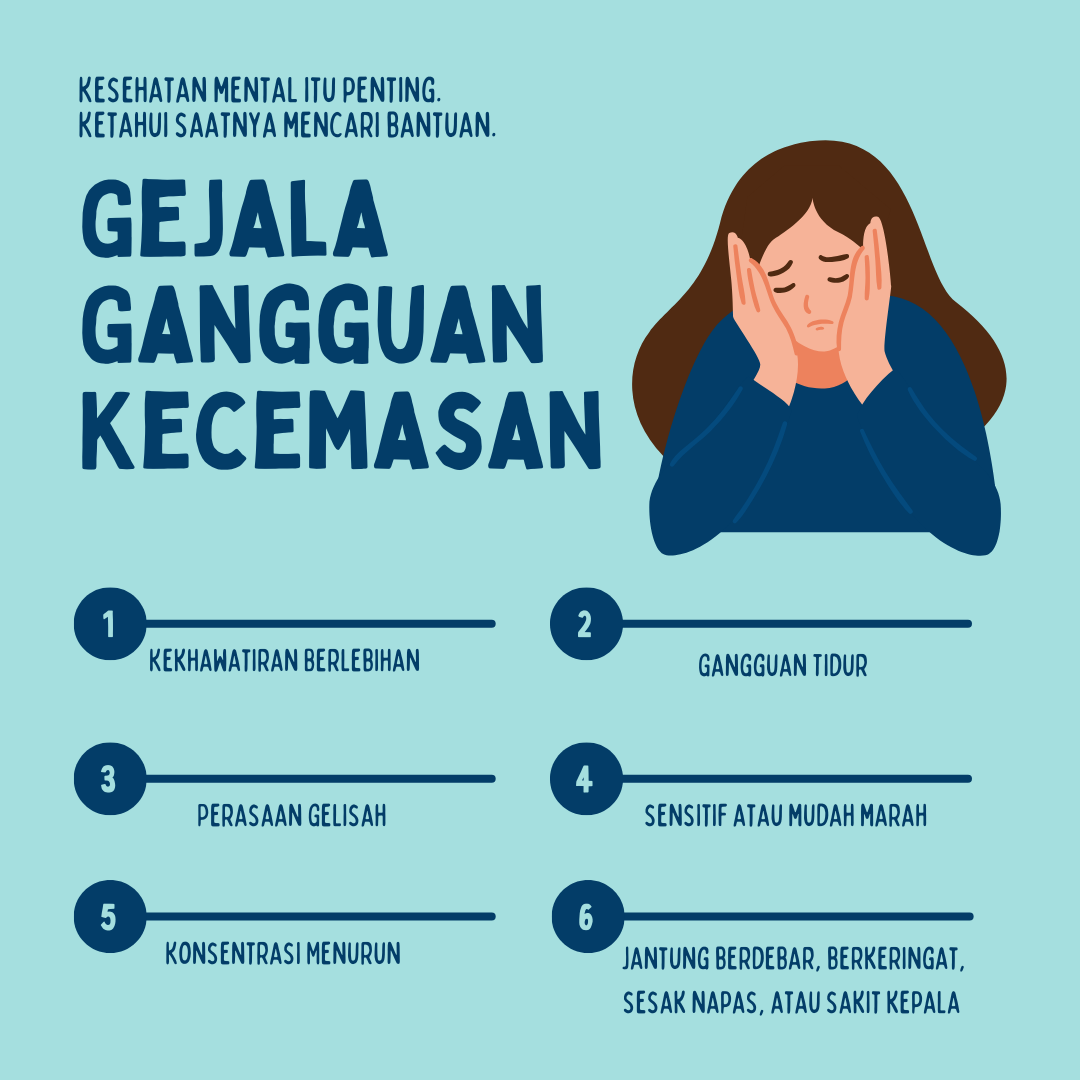 KESEHATAN MENTAL ITU PENTING.
KETAHUI SAATNYA MENCARI BANTUAN.
GEJALA
GANGGUAN
KECEMASAN
1
KEKHAWATIRAN BERLEBIHAN
2
GANGGUAN TIDUR
3
PERASAAN GELISAH
4
SENSITIF ATAU MUDAH MARAH
5
KONSENTRASI MENURUN
6
JANTUNG BERDEBAR, BERKERINGAT,
SESAK NAPAS, ATAU SAKIT KEPALA